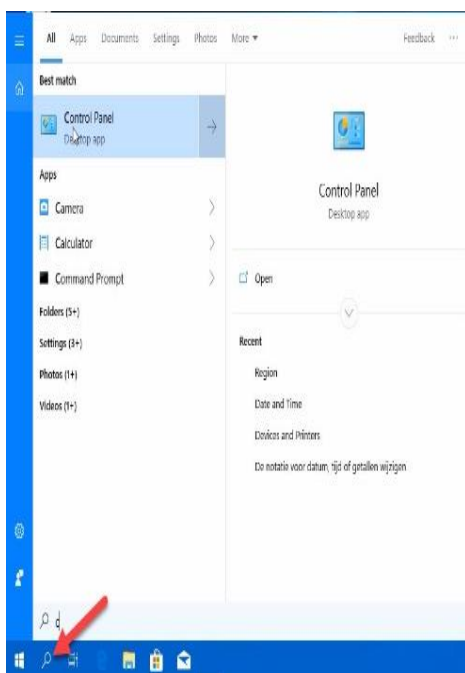 All Apps Documents Settings Photos More Feedback ...
Best match
Control Panel
Desktop app
Apps
Camera
Calculator
Command Prompt
Folders (5+)
Settings (3+)
Photos (1+)
Videos (1+)
Control Panel
Desktop app
Open
Recent
Region
Date and Time
Devices and Printers
De notatie voor datum, tijd of getallen wijzigen